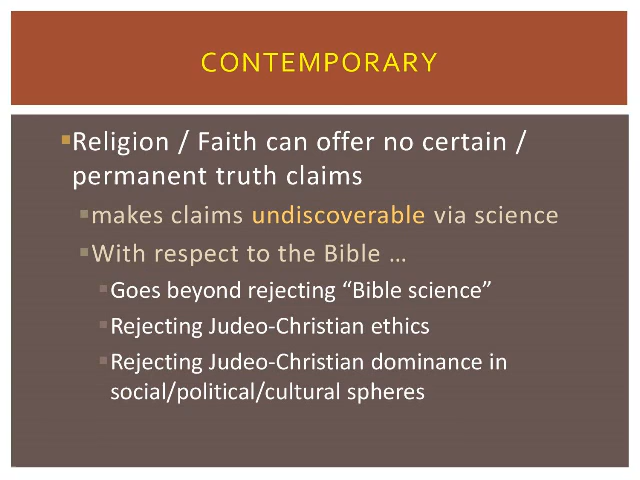 CONTEMPORARY
▪Religion / Faith can offer no certain /
permanent truth claims
▪makes claims undiscoverable via science
▪With respect to the Bible …
▪Goes beyond rejecting “Bible science”
▪Rejecting Judeo-Christian ethics
▪Rejecting Judeo-Christian dominance in
social/political/cultural spheres